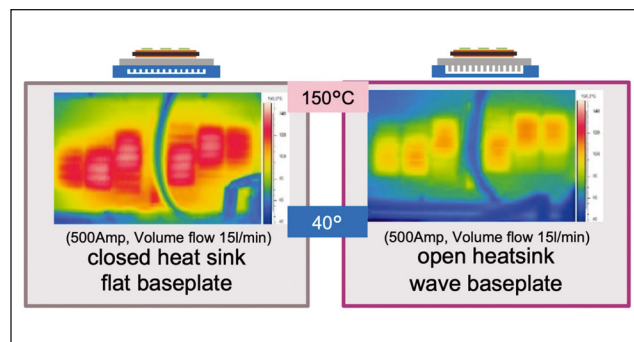 150°C
40°
(500Amp, Volume flow 15l/min)
closed heat sink
flat baseplate
(500Amp, Volume flow 15l/min)
open heatsink
wave baseplate